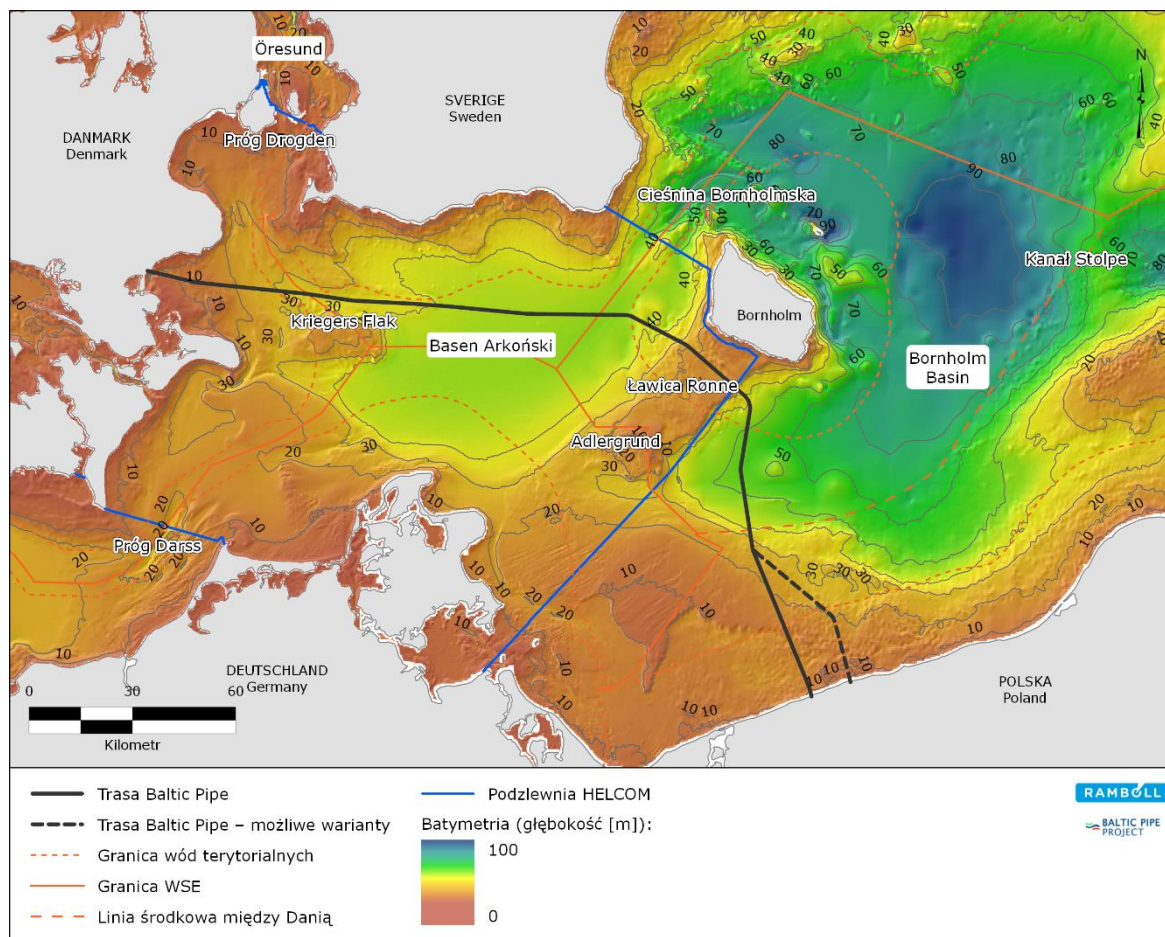 Öresund
SVERIGE
Sweden
DANMARK
Denmark
Próg Drogden
Cieśnina Bornholmska
Kanał Stolpe
Bornholm
Kriegers Flak
Basen Arkoński
Bornholm
Basin
Ławica Rønne
Adlergrund
Próg Darss
DEUTSCHLAND
Germany
POLSKA
Poland
N
0 30 60
Kilometr
Trasa Baltic Pipe
Trasa Baltic Pipe – możliwe warianty
Granica wód terytorialnych
Granica WSE
Linia środkowa między Danią
Podzlewnia HELCOM
Batymetria (głębokość [m]):
100
0
RAMBOLL
BALTIC PIPE
PROJECT